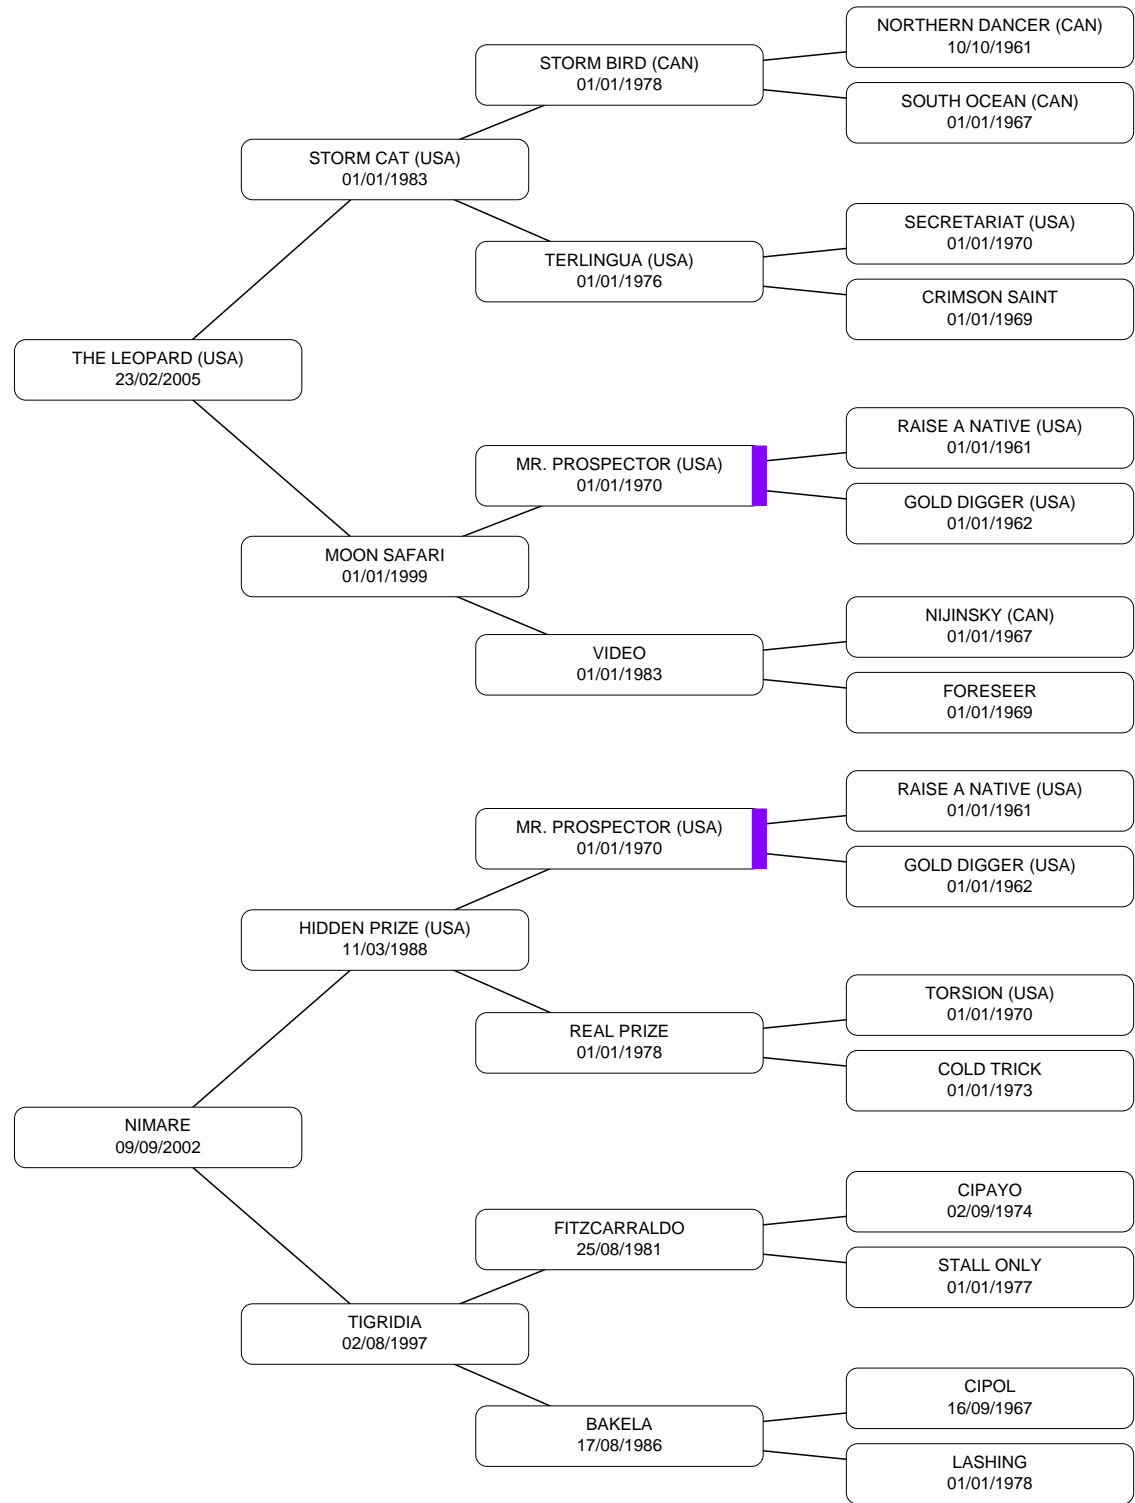 NORTHERN DANCER (CAN)
10/10/1961
STORM BIRD (CAN)
01/01/1978
SOUTH OCEAN (CAN)
01/01/1967
STORM CAT (USA)
01/01/1983
SECRETARIAT (USA)
01/01/1970
TERLINGUA (USA)
01/01/1976
CRIMSON SAINT
01/01/1969
THE LEOPARD (USA)
23/02/2005
RAISE A NATIVE (USA)
01/01/1961
MR. PROSPECTOR (USA)
01/01/1970
GOLD DIGGER (USA)
01/01/1962
MOON SAFARI
01/01/1999
NIJINSKY (CAN)
01/01/1967
VIDEO
01/01/1983
FORESEER
01/01/1969
RAISE A NATIVE (USA)
01/01/1961
MR. PROSPECTOR (USA)
01/01/1970
GOLD DIGGER (USA)
01/01/1962
HIDDEN PRIZE (USA)
11/03/1988
TORSION (USA)
01/01/1970
REAL PRIZE
01/01/1978
COLD TRICK
01/01/1973
NIMARE
09/09/2002
CIPAYO
02/09/1974
FITZCARRALDO
25/08/1981
STALL ONLY
01/01/1977
TIGRIDIA
02/08/1997
CIPOL
16/09/1967
BAKELA
17/08/1986
LASHING
01/01/1978